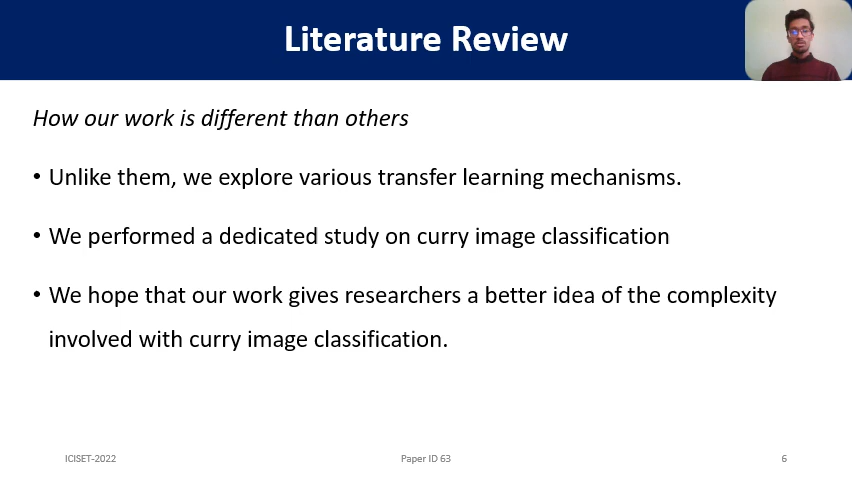 Literature Review
How our work is different than others
• Unlike them, we explore various transfer learning mechanisms.
• We performed a dedicated study on curry image classification
• We hope that our work gives researchers a better idea of the complexity
involved with curry image classification.
ICISET-2022
Paper ID 63
6